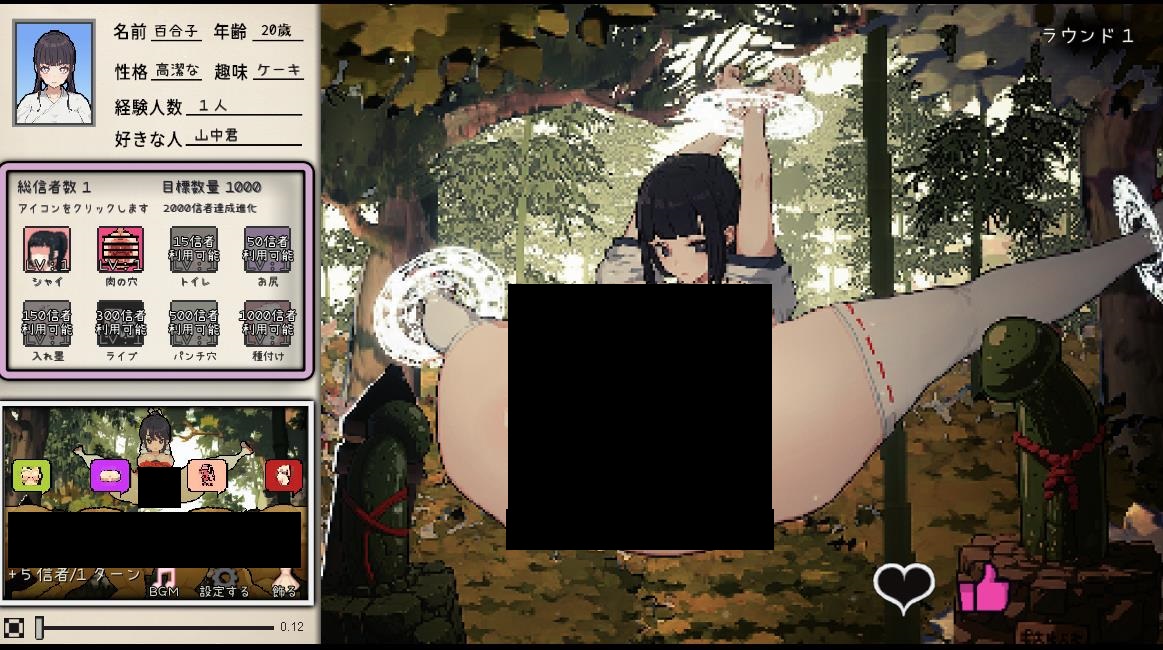 名前 百合子 年齢 20歳
性格 高潔な 趣味 ケーキ
経験人数 1人
好きな人 山中君
総信者数 1 目標数量 1000
アイコンをクリックします 2000信者達成進化
LV:1
シャイ
肉の穴
15信者
利用可能
トイレ
50信者
利用可能
お尻
150信者
利用可能
入れ墨
300信者
利用可能
ライブ
500信者
利用可能
パンチ穴
1000信者
利用可能
種付け
+5信者/1ターン
BGM 設定する 飾る
0.12
ラウンド 1